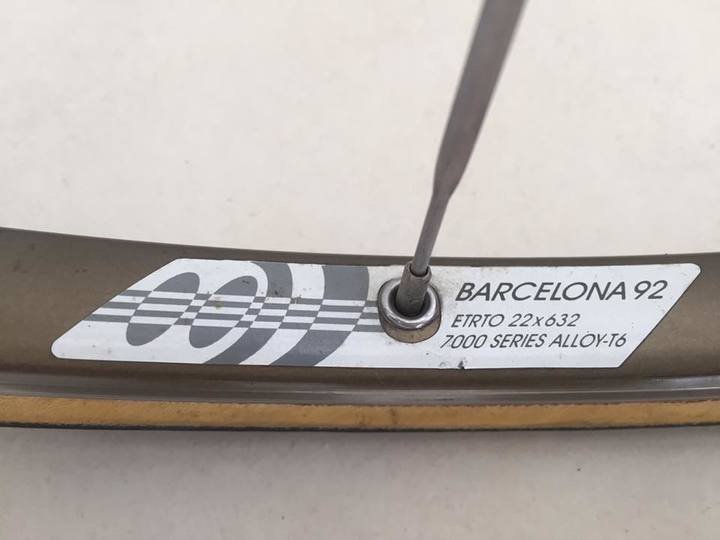 BARCELONA 92
ETRTO 22x632
7000 SERIES ALLOY-T6